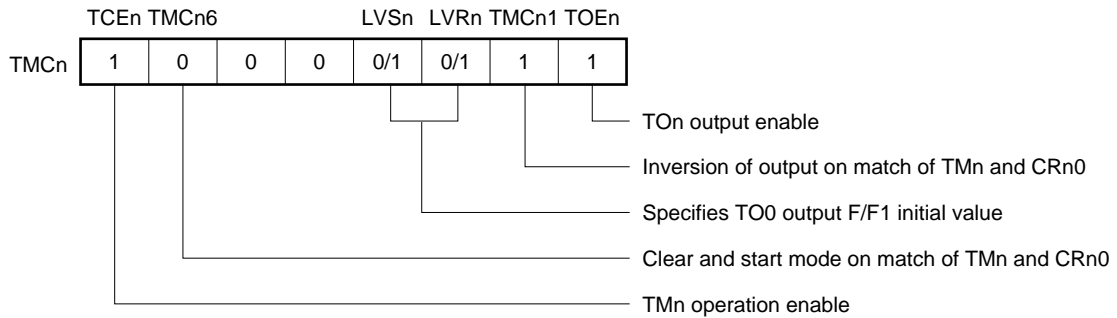 TCEn TMCn6 LVSn LVRn TMCn1 TOEn
TMCn 1 0 0 0 0/1 0/1 1 1
TOn output enable
Inversion of output on match of TMn and CRn0
Specifies TO0 output F/F1 initial value
Clear and start mode on match of TMn and CRn0
TMn operation enable